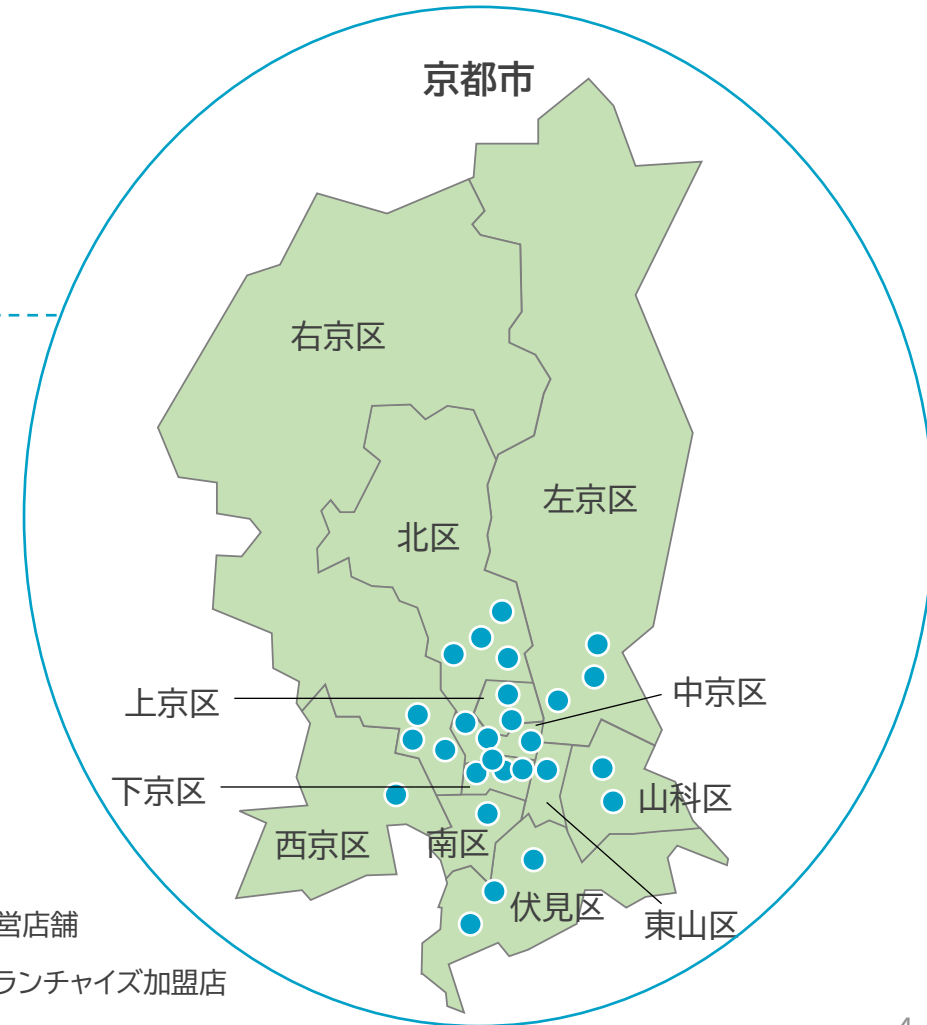 京都市
右京区
左京区
北区
上京区
中京区
下京区
山科区
西京区
南区
伏見区
東山区
営店舗
ランチャイズ加盟店